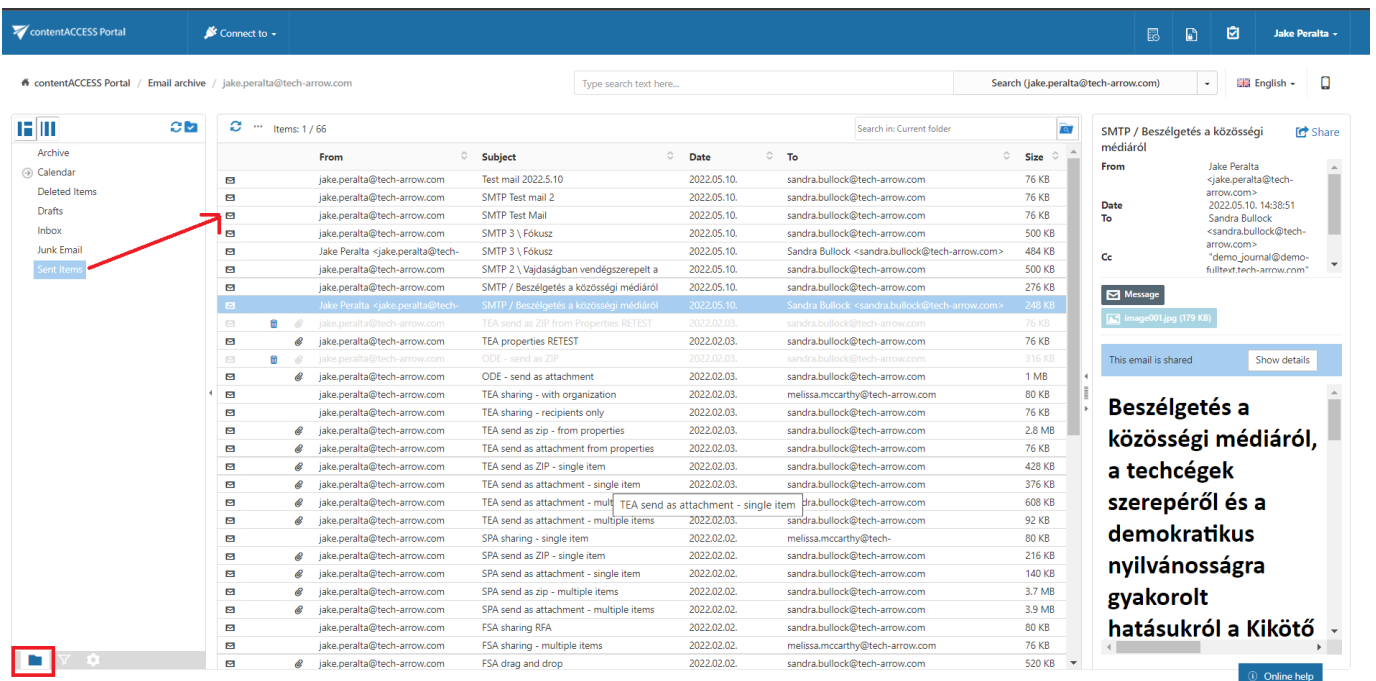 contentACCESS Portal Connect to Jake Peralta
contentACCESS Portal / Email archive / jake.peralta@tech-arrow.com Type search text here... Search (jake.peralta@tech-arrow.com) English
Archive
Calendar
Deleted Items
Drafts
Inbox
Junk Email
Sent Items
Items: 1 / 66 Search in: Current folder
From Subject Date To Size
jake.peralta@tech-arrow.com Test mail 2022.5.10 2022.05.10. sandra.bullock@tech-arrow.com 76 KB
jake.peralta@tech-arrow.com SMTP Test mail 2 2022.05.10. sandra.bullock@tech-arrow.com 76 KB
jake.peralta@tech-arrow.com SMTP Test Mail 2022.05.10. sandra.bullock@tech-arrow.com 76 KB
jake.peralta@tech-arrow.com SMTP 3 \ Fókusz 2022.05.10. sandra.bullock@tech-arrow.com 500 KB
Jake Peralta <jake.peralta@tech- SMTP 3 \ Fókusz 2022.05.10. Sandra Bullock <sandra.bullock@tech-arrow.com> 484 KB
jake.peralta@tech-arrow.com SMTP 2 \ Vajdaságban vendégszerepelt a 2022.05.10. sandra.bullock@tech-arrow.com 500 KB
jake.peralta@tech-arrow.com SMTP / Beszélgetés a közösségi médiáról 2022.05.10. sandra.bullock@tech-arrow.com 276 KB
Jake Peralta <jake.peralta@tech- SMTP / Beszélgetés a közösségi médiáról 2022.05.10. Sandra Bullock <sandra.bullock@tech-arrow.com> 248 KB
jake.peralta@tech-arrow.com TEA send as ZIP from Properties RETEST 2022.02.03. sandra.bullock@tech-arrow.com 76 KB
jake.peralta@tech-arrow.com TEA properties RETEST 2022.02.03. sandra.bullock@tech-arrow.com 76 KB
jake.peralta@tech-arrow.com ODE - send as ZIP 2022.02.03. sandra.bullock@tech-arrow.com 316 KB
jake.peralta@tech-arrow.com ODE - send as attachment 2022.02.03. sandra.bullock@tech-arrow.com 1 MB
jake.peralta@tech-arrow.com TEA sharing - with organization 2022.02.03. melissa.mccarthy@tech-arrow.com 80 KB
jake.peralta@tech-arrow.com TEA sharing - recipients only 2022.02.03. sandra.bullock@tech-arrow.com 76 KB
jake.peralta@tech-arrow.com TEA send as zip - from properties 2022.02.03. sandra.bullock@tech-arrow.com 2.8 MB
jake.peralta@tech-arrow.com TEA send as attachment from properties 2022.02.03. sandra.bullock@tech-arrow.com 76 KB
jake.peralta@tech-arrow.com TEA send as ZIP - single item 2022.02.03. sandra.bullock@tech-arrow.com 428 KB
jake.peralta@tech-arrow.com TEA send as attachment - single item 2022.02.03. sandra.bullock@tech-arrow.com 376 KB
jake.peralta@tech-arrow.com TEA send as attachment - mult TEA send as attachment - single item dra.bullock@tech-arrow.com 608 KB
jake.peralta@tech-arrow.com TEA send as attachment - multiple items 2022.02.03. sandra.bullock@tech-arrow.com 92 KB
jake.peralta@tech-arrow.com SPA sharing - single item 2022.02.02. melissa.mccarthy@tech- 80 KB
jake.peralta@tech-arrow.com SPA send as ZIP - single item 2022.02.02. sandra.bullock@tech-arrow.com 216 KB
jake.peralta@tech-arrow.com SPA send as attachment - single item 2022.02.02. sandra.bullock@tech-arrow.com 140 KB
jake.peralta@tech-arrow.com SPA send as zip - multiple items 2022.02.02. sandra.bullock@tech-arrow.com 3.7 MB
jake.peralta@tech-arrow.com SPA send as attachment - multiple items 2022.02.02. sandra.bullock@tech-arrow.com 3.9 MB
jake.peralta@tech-arrow.com FSA sharing RFA 2022.02.02. sandra.bullock@tech-arrow.com 80 KB
jake.peralta@tech-arrow.com FSA sharing - multiple items 2022.02.02. melissa.mccarthy@tech-arrow.com 76 KB
jake.peralta@tech-arrow.com FSA drag and drop 2022.02.02. sandra.bullock@tech-arrow.com 520 KB
SMTP / Beszélgetés a közösségi Share
médiáról
From Jake Peralta
<jake.peralta@tech-
arrow.com>
Date 2022.05.10. 14:38:51
To Sandra Bullock
<sandra.bullock@tech-
arrow.com>
Cc "demo_journal@demo-
fulltext.tech-arrow.com"
Message
image001.jpg (179 KB)
This email is shared Show details
Beszélgetés a
közösségi médiáról,
a techcégek
szerepéről és a
demokratikus
nyilvánosságra
gyakorolt
hatásukról a Kikötő
Online help